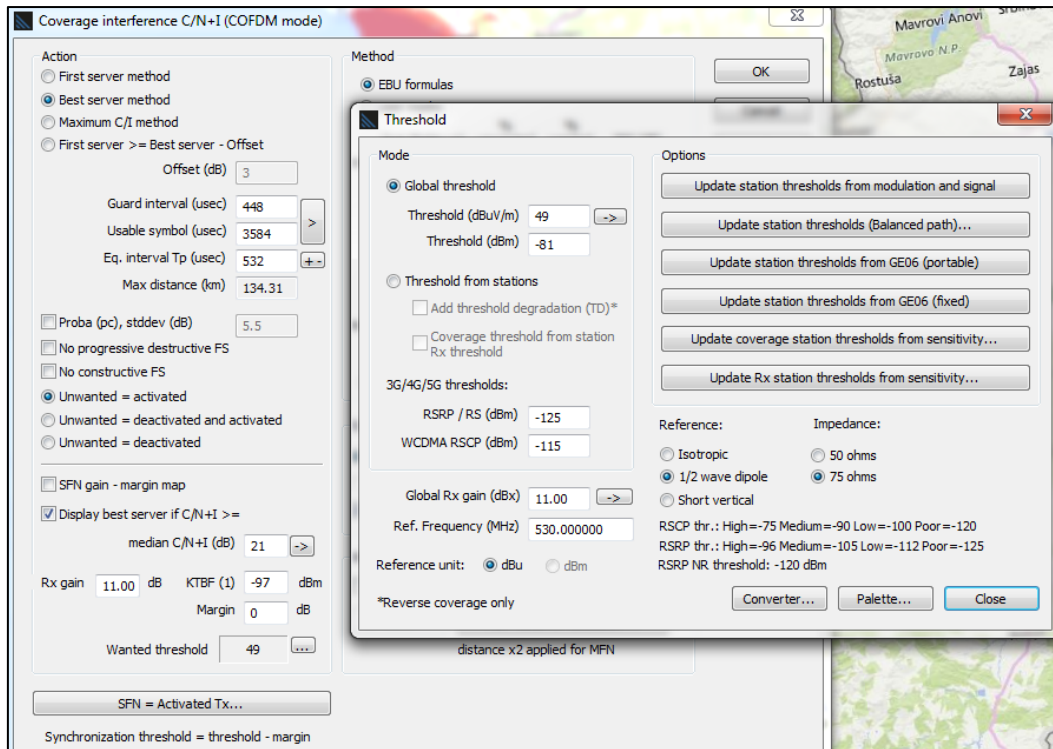 Coverage interference C/N+I (COFDM mode)
Action
First server method
Best server method
Maximum C/I method
First server >= Best server - Offset
Offset (dB) 3
Guard interval (usec) 448
Usable symbol (usec) 3584
>
Eq. interval Tp (usec) 532 + -
Max distance (km) 134.31
Proba (pc), stddev (dB) 5.5
No progressive destructive FS
No constructive FS
Unwanted = activated
Unwanted = deactivated and activated
Unwanted = deactivated
SFN gain - margin map
Display best server if C/N+I >=
median C/N+I (dB) 21 ->
Rx gain 11.00 dB KTBF (1) -97 dBm
Margin 0 dB
Wanted threshold 49 ...
SFN = Activated Tx...
Synchronization threshold = threshold - margin
Method
EBU formulas
OK
Cancel
distance x2 applied for MFN
Threshold
Mode
Global threshold
Threshold (dBuV/m) 49 ->
Threshold (dBm) -81
Threshold from stations
Add threshold degradation (TD)*
Coverage threshold from station
Rx threshold
3G/4G/5G thresholds:
RSRP / RS (dBm) -125
WCDMA RSCP (dBm) -115
Global Rx gain (dBx) 11.00 ->
Ref. Frequency (MHz) 530.000000
Reference unit: dBu dBm
*Reverse coverage only
Options
Update station thresholds from modulation and signal
Update station thresholds (Balanced path)...
Update station thresholds from GE06 (portable)
Update station thresholds from GE06 (fixed)
Update coverage station thresholds from sensitivity...
Update Rx station thresholds from sensitivity...
Reference: Impedance:
Isotropic 50 ohms
1/2 wave dipole 75 ohms
Short vertical
RSCP thr.: High=-75 Medium=-90 Low=-100 Poor=-120
RSRP thr.: High=-96 Medium=-105 Low=-112 Poor=-125
RSRP NR threshold: -120 dBm
Converter... Palette... Close
Mavrovi Anovi
Mavrovo N.P.
Rostuša
Zajas